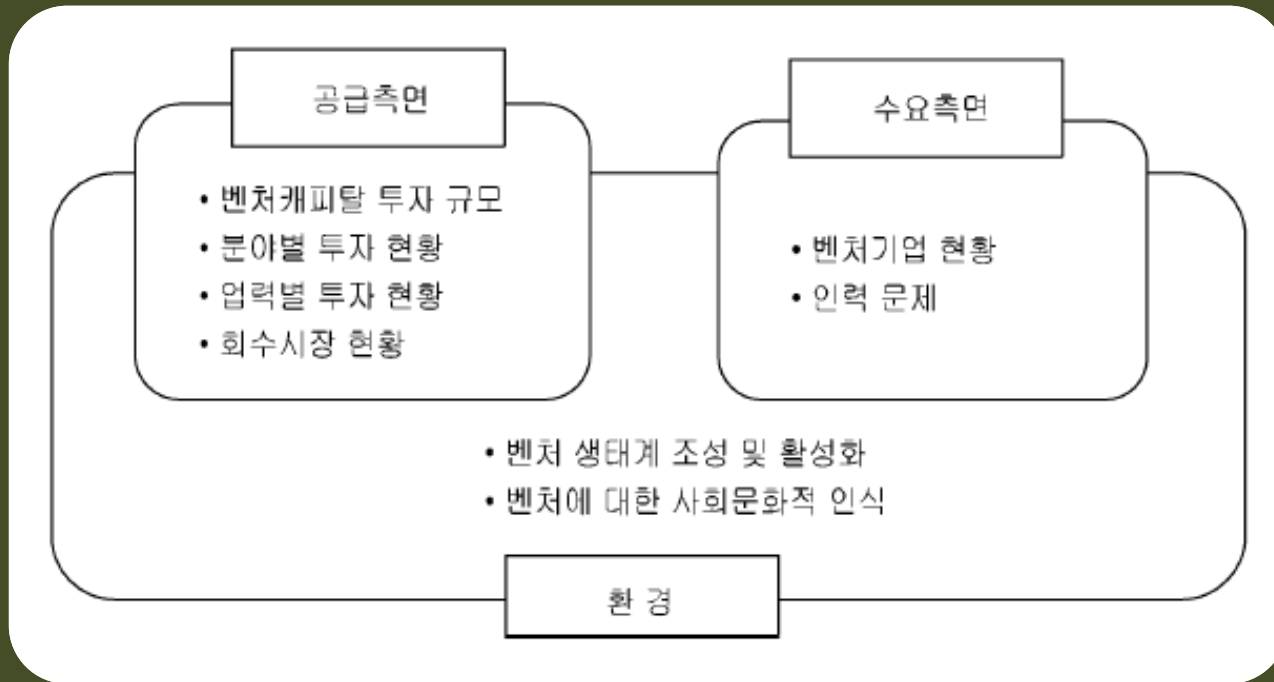 공급측면
• 벤처캐피탈 투자 규모
• 분야별 투자 현황
• 업력별 투자 현황
• 회수시장 현황
수요측면
• 벤처기업 현황
• 인력 문제
• 벤처 생태계 조성 및 활성화
• 벤처에 대한 사회문화적 인식
환 경